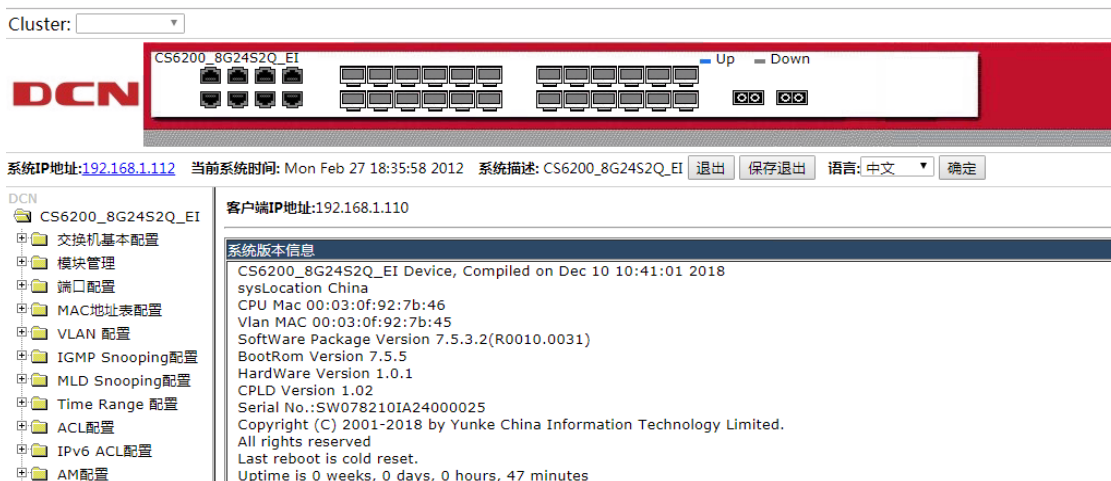 Cluster:
CS6200_8G24S2Q_EI
Up Down
DCN
系统IP地址:192.168.1.112 当前系统时间: Mon Feb 27 18:35:58 2012 系统描述: CS6200_8G24S2Q_EI 退出 保存退出 语言: 中文 确定
DCN
CS6200_8G24S2Q_EI
交换机基本配置
模块管理
端口配置
MAC地址表配置
VLAN 配置
IGMP Snooping配置
MLD Snooping配置
Time Range 配置
ACL配置
IPv6 ACL配置
AM配置
客户端IP地址:192.168.1.110
系统版本信息
CS6200_8G24S2Q_EI Device, Compiled on Dec 10 10:41:01 2018
sysLocation China
CPU Mac 00:03:0f:92:7b:46
Vlan MAC 00:03:0f:92:7b:45
SoftWare Package Version 7.5.3.2(R0010.0031)
BootRom Version 7.5.5
HardWare Version 1.0.1
CPLD Version 1.02
Serial No.:SW078210IA24000025
Copyright (C) 2001-2018 by Yunke China Information Technology Limited.
All rights reserved
Last reboot is cold reset.
Uptime is 0 weeks, 0 days, 0 hours, 47 minutes